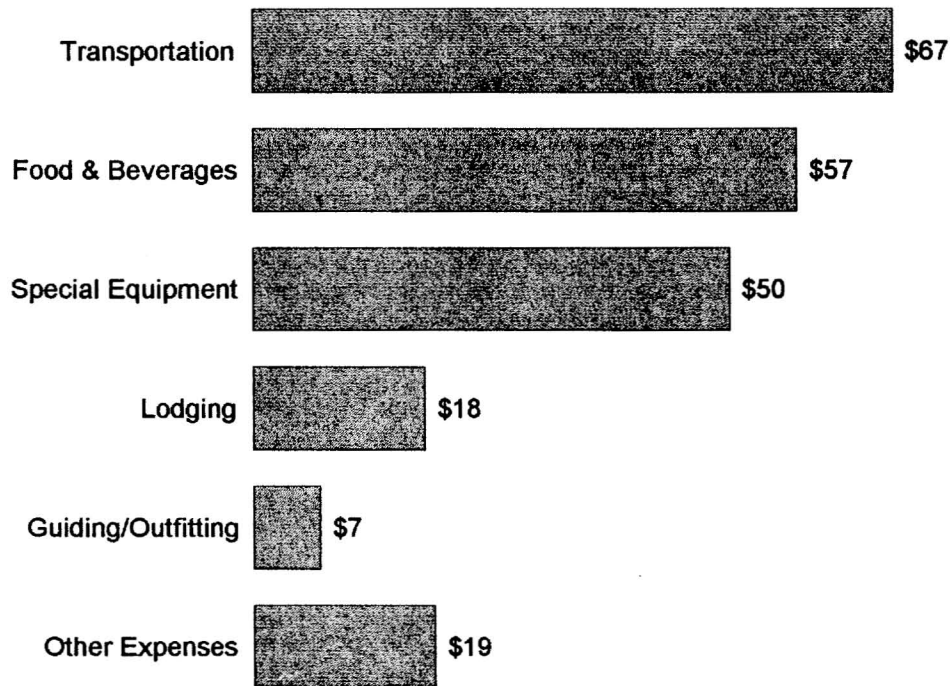 Transportation $67
Food & Beverages $57
Special Equipment $50
Lodging $18
Guiding/Outfitting $7
Other Expenses $19